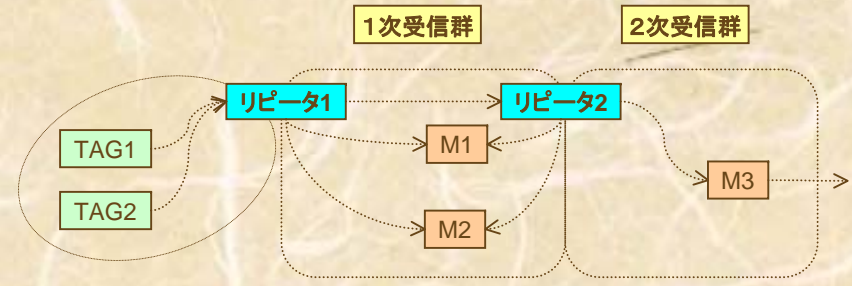 １次受信群
２次受信群
リピータ1
リピータ2
TAG1
M1
M3
TAG2
M2